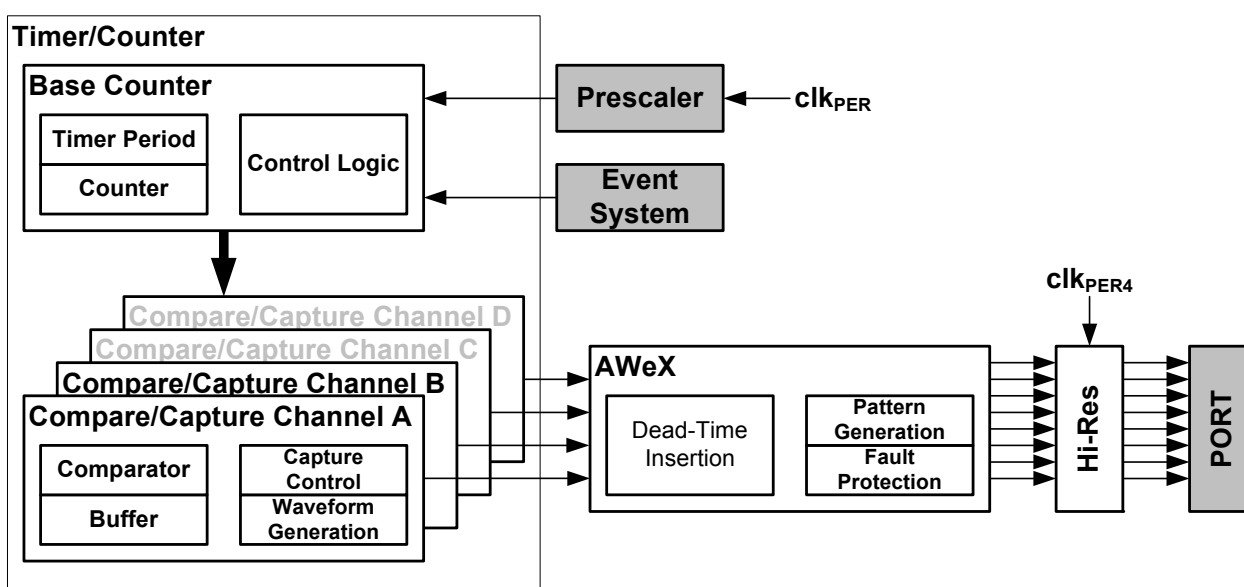 Timer/Counter
Base Counter
Timer Period
Counter
Control Logic
Prescaler
clkPER
Event
System
Compare/Capture Channel D
Compare/Capture Channel C
Compare/Capture Channel B
Compare/Capture Channel A
Comparator
Buffer
Capture
Control
Waveform
Generation
AWeX
Dead-Time
Insertion
Pattern
Generation
Fault
Protection
clkPER4
Hi-Res
PORT